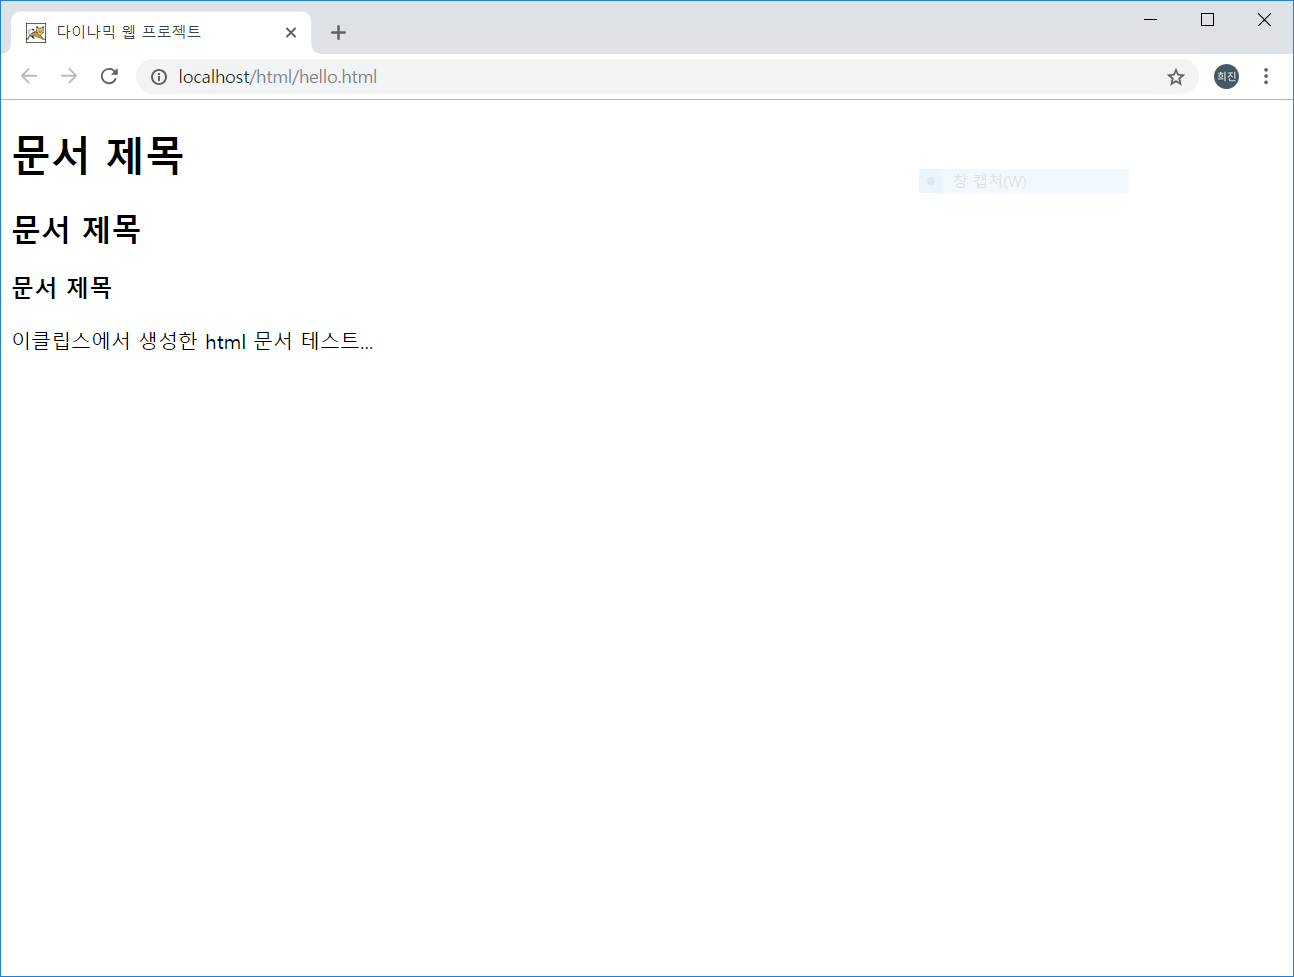 다이나믹 웹 프로젝트
localhost/html/hello.html
희진
문서 제목
창 캡처(W)
문서 제목
문서 제목
이클립스에서 생성한 html 문서 테스트...